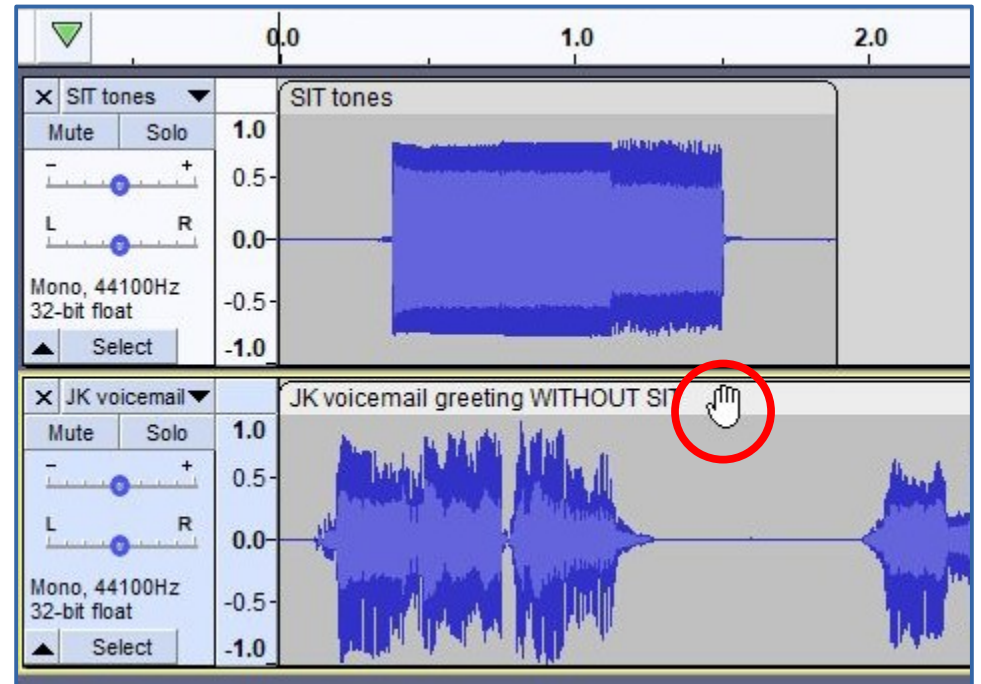 0.0 1.0 2.0
× SIT tones SIT tones
Mute Solo 1.0
- + 0.5
L R 0.0
Mono, 44100Hz -0.5
32-bit float
Select -1.0
× JK voicemail JK voicemail greeting WITHOUT SIT
Mute Solo 1.0
- + 0.5
L R 0.0
Mono, 44100Hz
32-bit float -0.5
Select -1.0